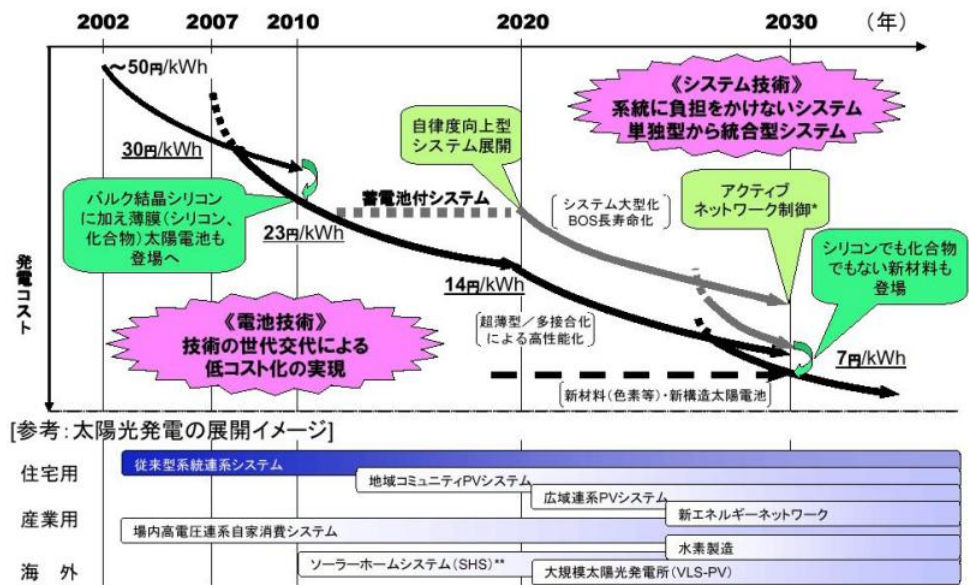 2002 2007 2010 2020 2030 (年)
～50円/kWh
30円/kWh
バルク結晶シリコン
に加え薄膜(シリコン、
化合物)太陽電池も
登場へ
23円/kWh
蓄電池付システム
自律度向上型
システム展開
《システム技術》
系統に負担をかけないシステム
単独型から統合型システム
システム大型化
BOS長寿命化
アクティブ
ネットワーク制御*
シリコンでも化合物
でもない新材料も
登場
発電コスト
14円/kWh
《電池技術》
技術の世代交代による
低コスト化の実現
超薄型/多接合化
による高性能化
7円/kWh
新材料(色素等)・新構造太陽電池
[参考:太陽光発電の展開イメージ]
住宅用
従来型系統連系システム
地域コミュニティPVシステム
広域連系PVシステム
産業用
新エネルギーネットワーク
場内高電圧連系自家消費システム
水素製造
海 外
ソーラーホームシステム(SHS)**
大規模太陽光発電所(VLS-PV)